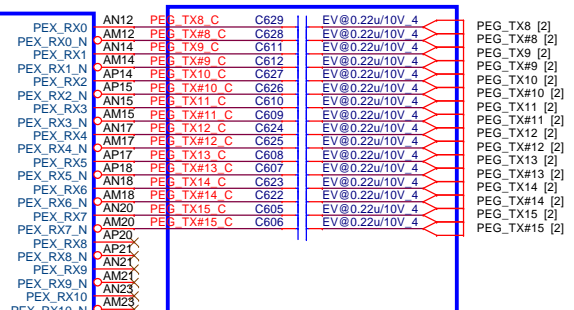 PEX_RX0 AN12 PEG_TX8_C C629 EV@0.22u/10V_4 PEG_TX8 [2]
PEX_RX0_N AM12 PEG_TX#8_C C628 EV@0.22u/10V_4 PEG_TX#8 [2]
PEX_RX1 AN14 PEG_TX9_C C611 EV@0.22u/10V_4 PEG_TX9 [2]
PEX_RX1_N AM14 PEG_TX#9_C C612 EV@0.22u/10V_4 PEG_TX#9 [2]
PEX_RX2 AP14 PEG_TX10_C C627 EV@0.22u/10V_4 PEG_TX10 [2]
PEX_RX2_N AP15 PEG_TX#10_C C626 EV@0.22u/10V_4 PEG_TX#10 [2]
PEX_RX3 AN15 PEG_TX11_C C610 EV@0.22u/10V_4 PEG_TX11 [2]
PEX_RX3_N AM15 PEG_TX#11_C C609 EV@0.22u/10V_4 PEG_TX#11 [2]
PEX_RX4 AN17 PEG_TX12_C C624 EV@0.22u/10V_4 PEG_TX12 [2]
PEX_RX4_N AM17 PEG_TX#12_C C625 EV@0.22u/10V_4 PEG_TX#12 [2]
PEX_RX5 AP17 PEG_TX13_C C608 EV@0.22u/10V_4 PEG_TX13 [2]
PEX_RX5_N AP18 PEG_TX#13_C C607 EV@0.22u/10V_4 PEG_TX#13 [2]
PEX_RX6 AN18 PEG_TX14_C C623 EV@0.22u/10V_4 PEG_TX14 [2]
PEX_RX6_N AM18 PEG_TX#14_C C622 EV@0.22u/10V_4 PEG_TX#14 [2]
PEX_RX7 AN20 PEG_TX15_C C605 EV@0.22u/10V_4 PEG_TX15 [2]
PEX_RX7_N AM20 PEG_TX#15_C C606 EV@0.22u/10V_4 PEG_TX#15 [2]
PEX_RX8 AP20
PEX_RX8_N AP21
PEX_RX9 AN21
PEX_RX9_N AM21
PEX_RX10 AN23
PEX_RX10_N AM23